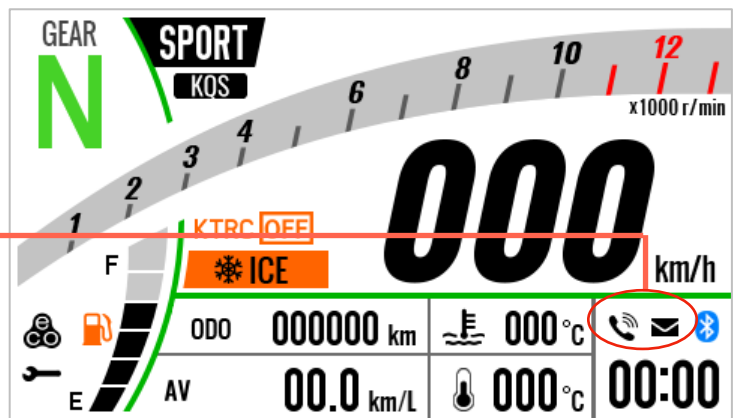 GEAR
N
SPORT
KQS
1 2 3 4 6 8 10 12
x1000 r/min
000 km/h
KTRC OFF
ICE
F
E
eco
ODO 000000 km
000 °C
AV 00.0 km/L
000 °C
00:00